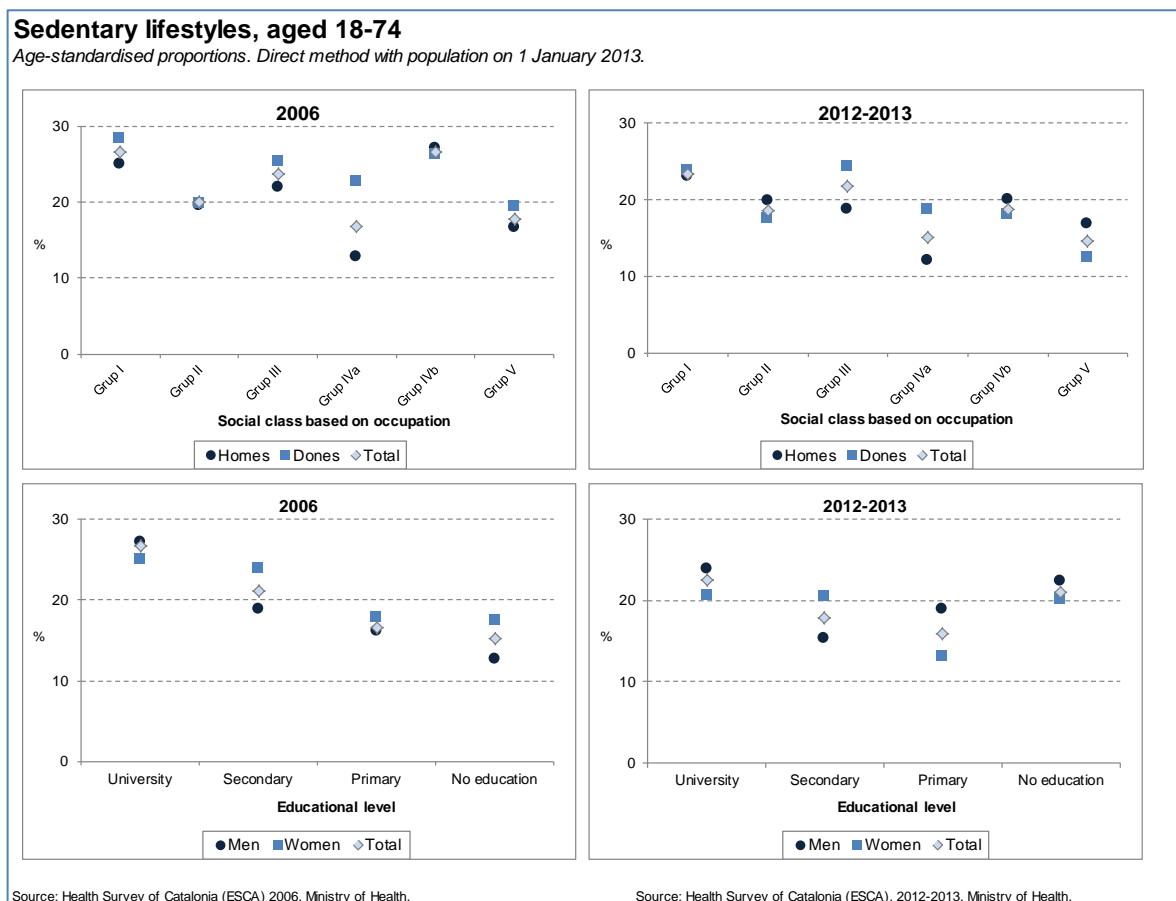 Sedentary lifestyles, aged 18-74
Age-standardised proportions. Direct method with population on 1 January 2013.
2006
30
20
%
10
0
Grup I
Grup II
Grup III
Grup IVa
Grup IVb
Grup V
Social class based on occupation
Homes Dones Total
2012-2013
30
20
%
10
0
Grup I
Grup II
Grup III
Grup IVa
Grup IVb
Grup V
Social class based on occupation
Homes Dones Total
2006
30
20
%
10
0
University Secondary Primary No education
Educational level
Men Women Total
2012-2013
30
20
%
10
0
University Secondary Primary No education
Educational level
Men Women Total
Source: Health Survey of Catalonia (ESCA) 2006. Ministry of Health.
Source: Health Survey of Catalonia (ESCA), 2012-2013. Ministry of Health.